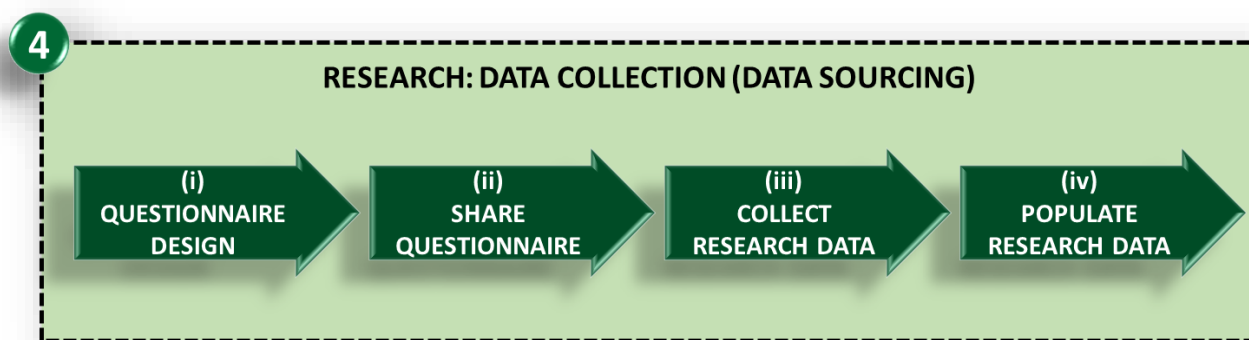 4
RESEARCH: DATA COLLECTION (DATA SOURCING)
(i)
QUESTIONNAIRE
DESIGN
(ii)
SHARE
QUESTIONNAIRE
(iii)
COLLECT
RESEARCH DATA
(iv)
POPULATE
RESEARCH DATA